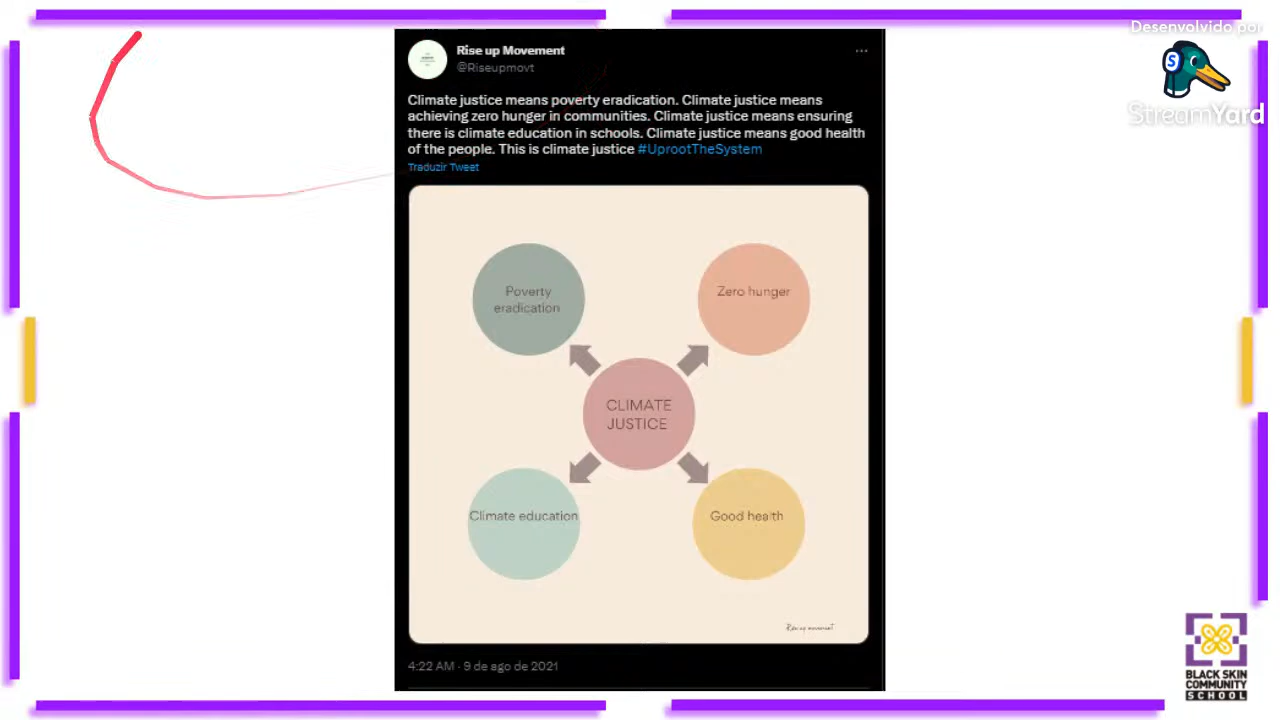 Desenvolvido por
StreamYard
Rise up Movement
@Riseupmovt
Climate justice means poverty eradication. Climate justice means
achieving zero hunger in communities. Climate justice means ensuring
there is climate education in schools. Climate justice means good health
of the people. This is climate justice #UprootTheSystem
Traduzir Tweet
Poverty
eradication
Zero hunger
CLIMATE
JUSTICE
Climate education
Good health
Rise up movement
4:22 AM · 9 de ago de 2021
BLACK SKIN
COMMUNITY
SCHOOL